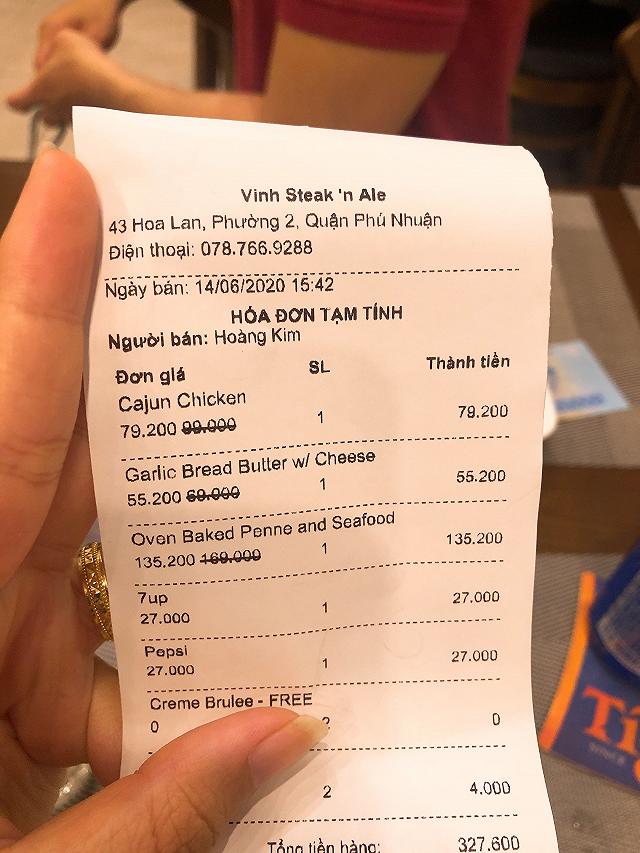 Vinh Steak 'n Ale
43 Hoa Lan, Phường 2, Quận Phú Nhuận
Điện thoại: 078.766.9288
Ngày bán: 14/06/2020 15:42
HÓA ĐƠN TẠM TÍNH
Người bán: Hoàng Kim
Đơn giá SL Thành tiền
Cajun Chicken
79.200 99.000 1 79.200
Garlic Bread Butter w/ Cheese
55.200 69.000 1 55.200
Oven Baked Penne and Seafood
135.200 169.000 1 135.200
7up
27.000 1 27.000
Pepsi
27.000 1 27.000
Creme Brulee - FREE
0 2 0
2 4.000
Tổng tiền hàng: 327.600
SINCE